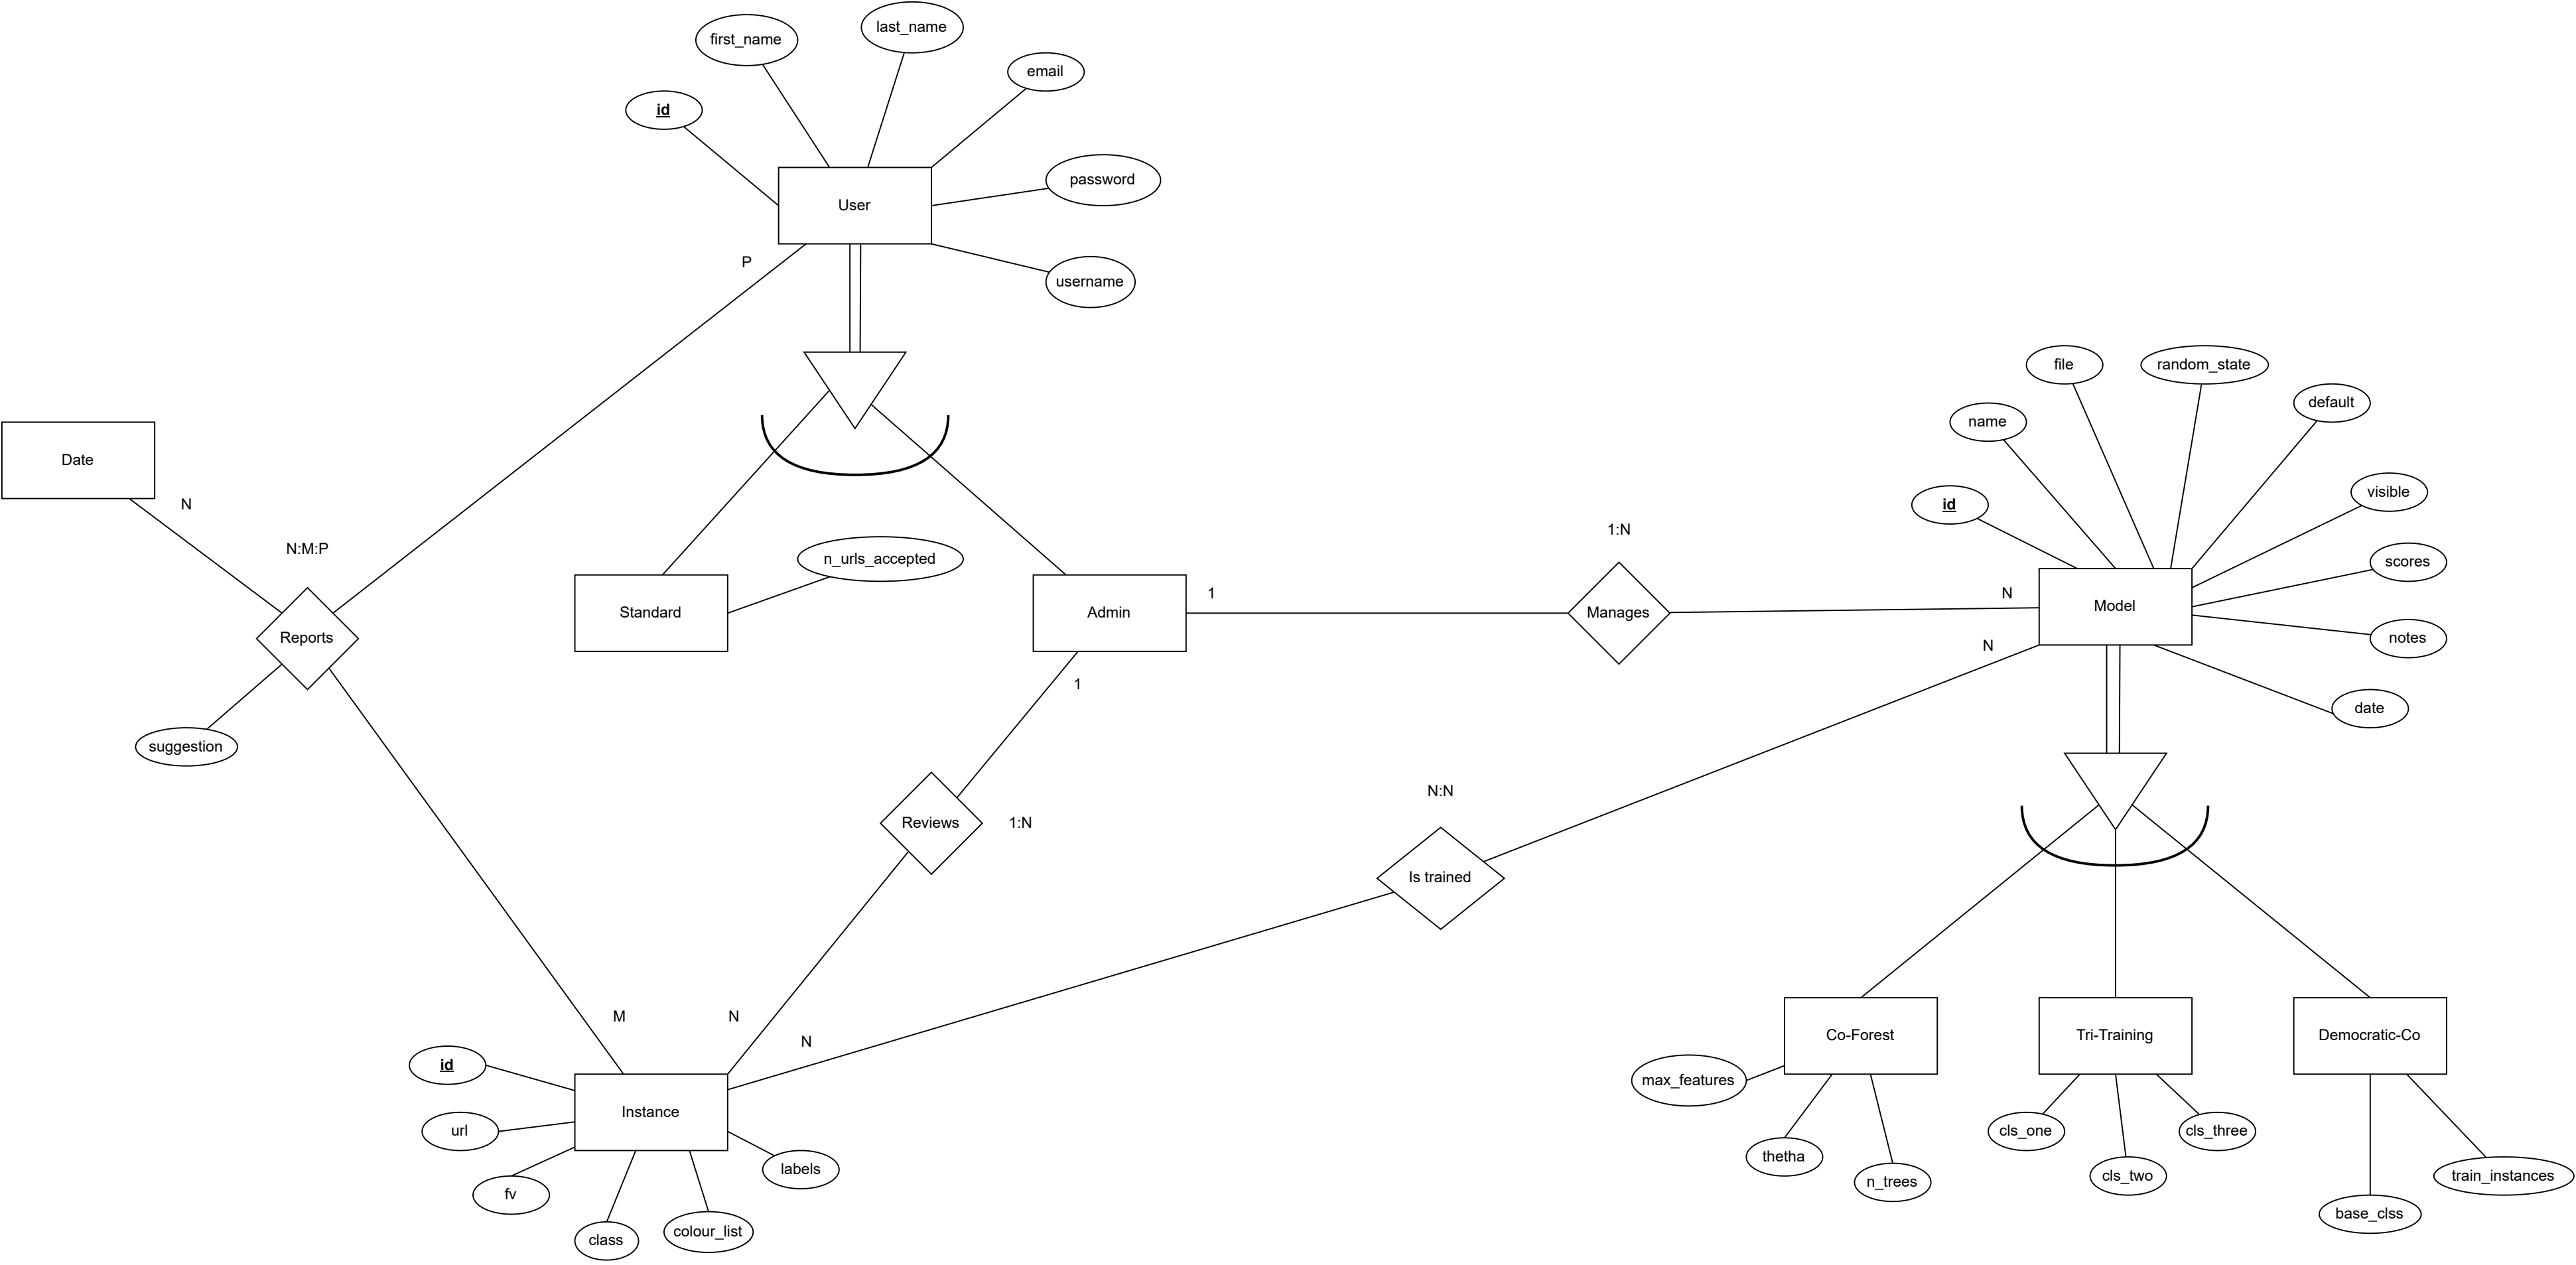 last_name
first_name
email
id
password
User
P
username
file
random_state
default
name
Date
visible
N
id
1:N
N:M:P
n_urls_accepted
scores
1
N
Model
Standard
Admin
Manages
Reports
notes
N
1
date
suggestion
N:N
Reviews
1:N
Is trained
M
N
Co-Forest
Tri-Training
Democratic-Co
N
id
max_features
Instance
url
cls_one
cls_three
thetha
labels
cls_two
train_instances
n_trees
fv
base_clss
colour_list
class